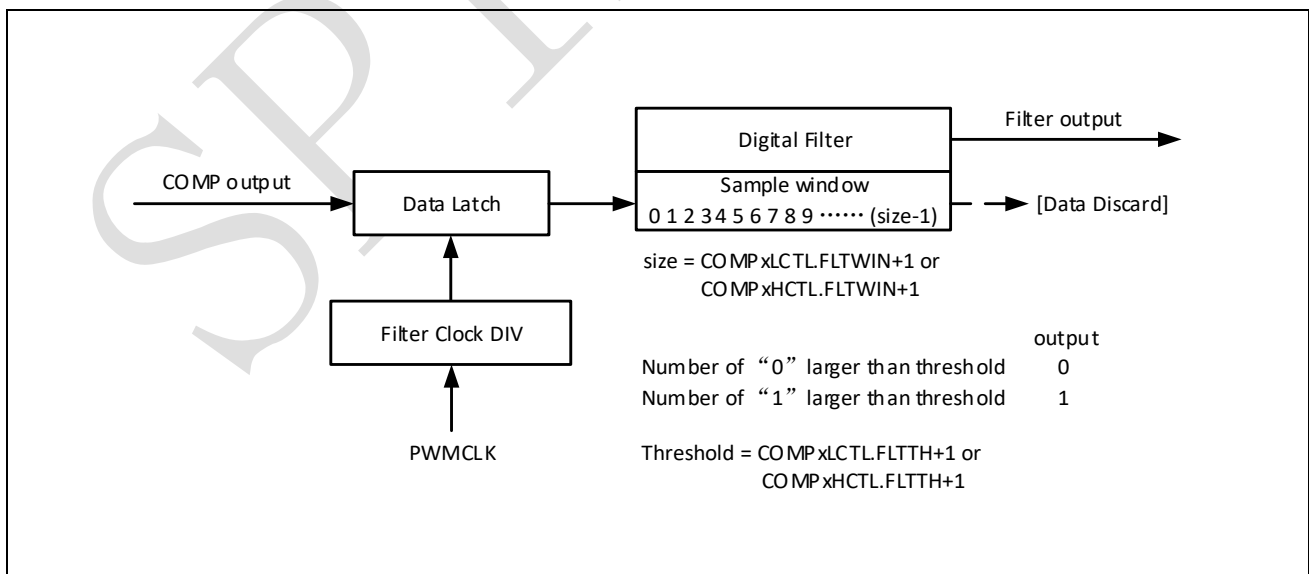 COMP output
Data Latch
Filter Clock DIV
PWMCLK
Digital Filter
Sample window
0 1 2 3 4 5 6 7 8 9 ⋯⋯ (size-1)
Filter output
[Data Discard]
size = COMPxLCTL.FLTWIN+1 or
COMPxHCTL.FLTWIN+1
output
Number of “0” larger than threshold 0
Number of “1” larger than threshold 1
Threshold = COMPxLCTL.FLTTH+1 or
COMPxHCTL.FLTTH+1